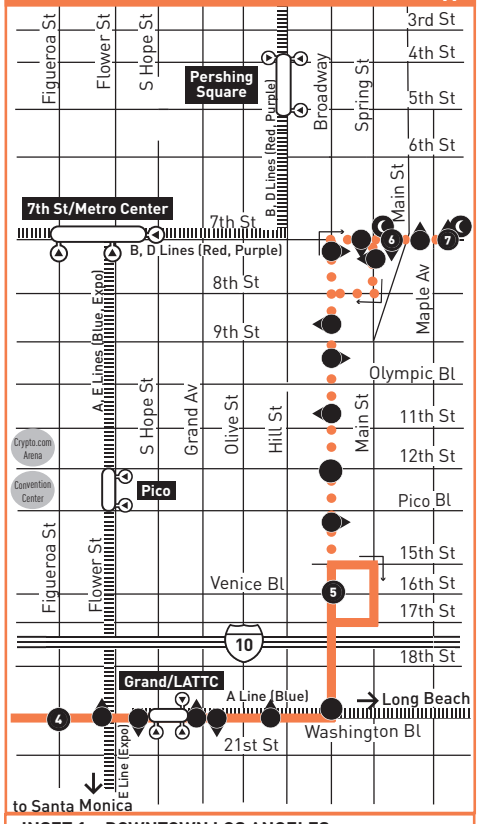 3rd St
Figueroa St
Flower St
S Hope St
Broadway
Spring St
4th St
Pershing
Square
5th St
B, D Lines (Red, Purple)
6th St
Main St
7th St/Metro Center
7th St
6
7
B, D Lines (Red, Purple)
8th St
A, E Lines (Blue, Expo)
Maple Av
9th St
Olympic Bl
S Hope St
Grand Av
Olive St
Hill St
Main St
11th St
Crypto.com
Arena
12th St
Convention
Center
Pico
Pico Bl
Figueroa St
Flower St
15th St
Venice Bl
5
16th St
17th St
10
18th St
Grand/LATTC
A Line (Blue)
Long Beach
4
Washington Bl
21st St
E Line (Expo)
to Santa Monica